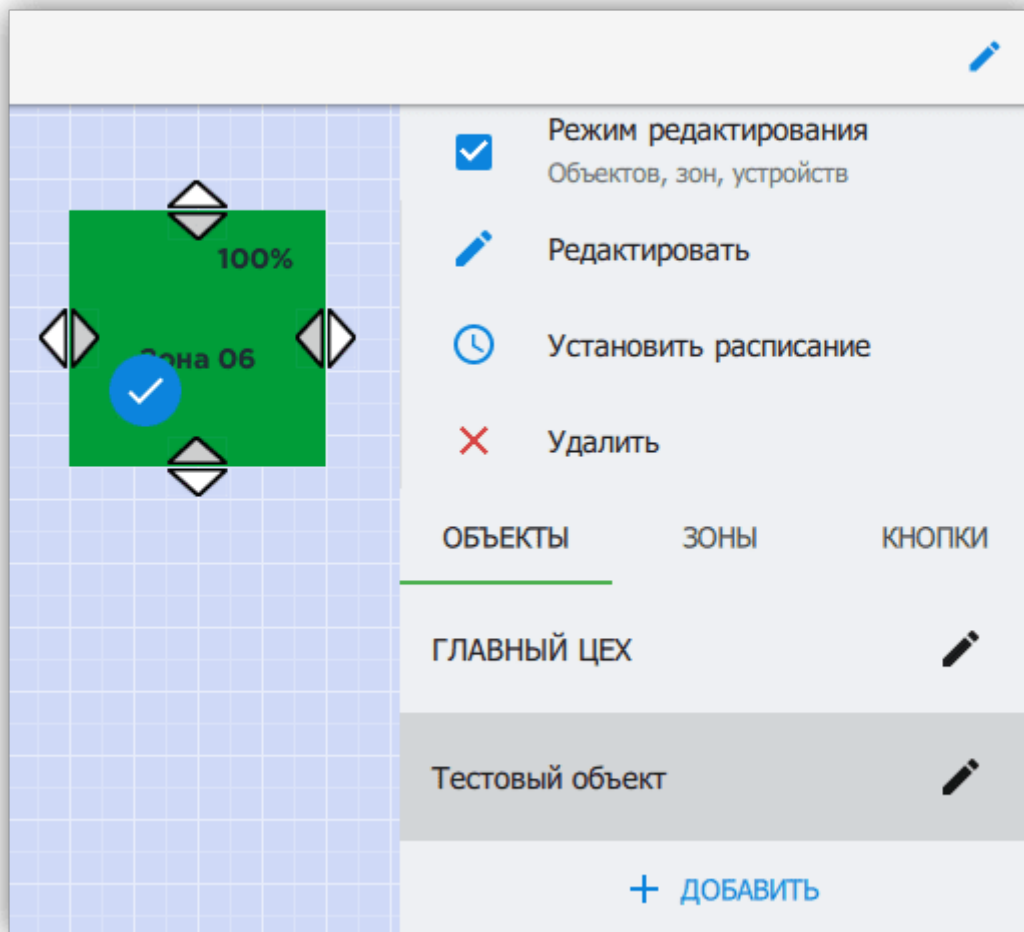 100%
Зона 06
Режим редактирования
Объектов, зон, устройств
Редактировать
Установить расписание
Удалить
ОБЪЕКТЫ ЗОНЫ КНОПКИ
ГЛАВНЫЙ ЦЕХ
Тестовый объект
ДОБАВИТЬ